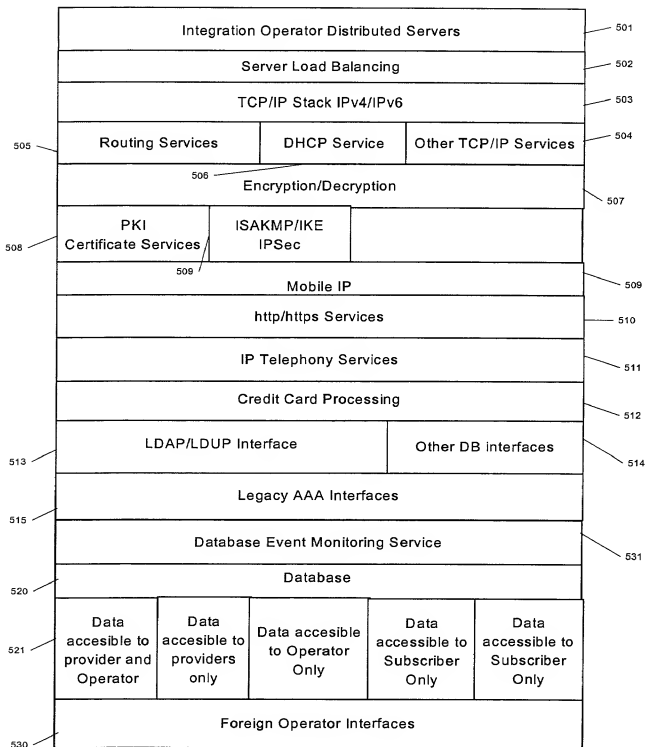 Integration Operator Distributed Servers
501
Server Load Balancing
502
TCP/IP Stack IPv4/IPv6
503
505
Routing Services
DHCP Service
Other TCP/IP Services
504
506
Encryption/Decryption
507
508
PKI
Certificate Services
509
ISAKMP/IKE
IPSec
Mobile IP
509
http/https Services
510
IP Telephony Services
511
Credit Card Processing
512
513
LDAP/LDUP Interface
Other DB interfaces
514
Legacy AAA Interfaces
515
Database Event Monitoring Service
531
Database
520
521
Data
accesible to
provider and
Operator
Data
accesible to
providers
only
Data accesible
to Operator
Only
Data
accessible to
Subscriber
Only
Data
accessible to
Subscriber
Only
Foreign Operator Interfaces
530